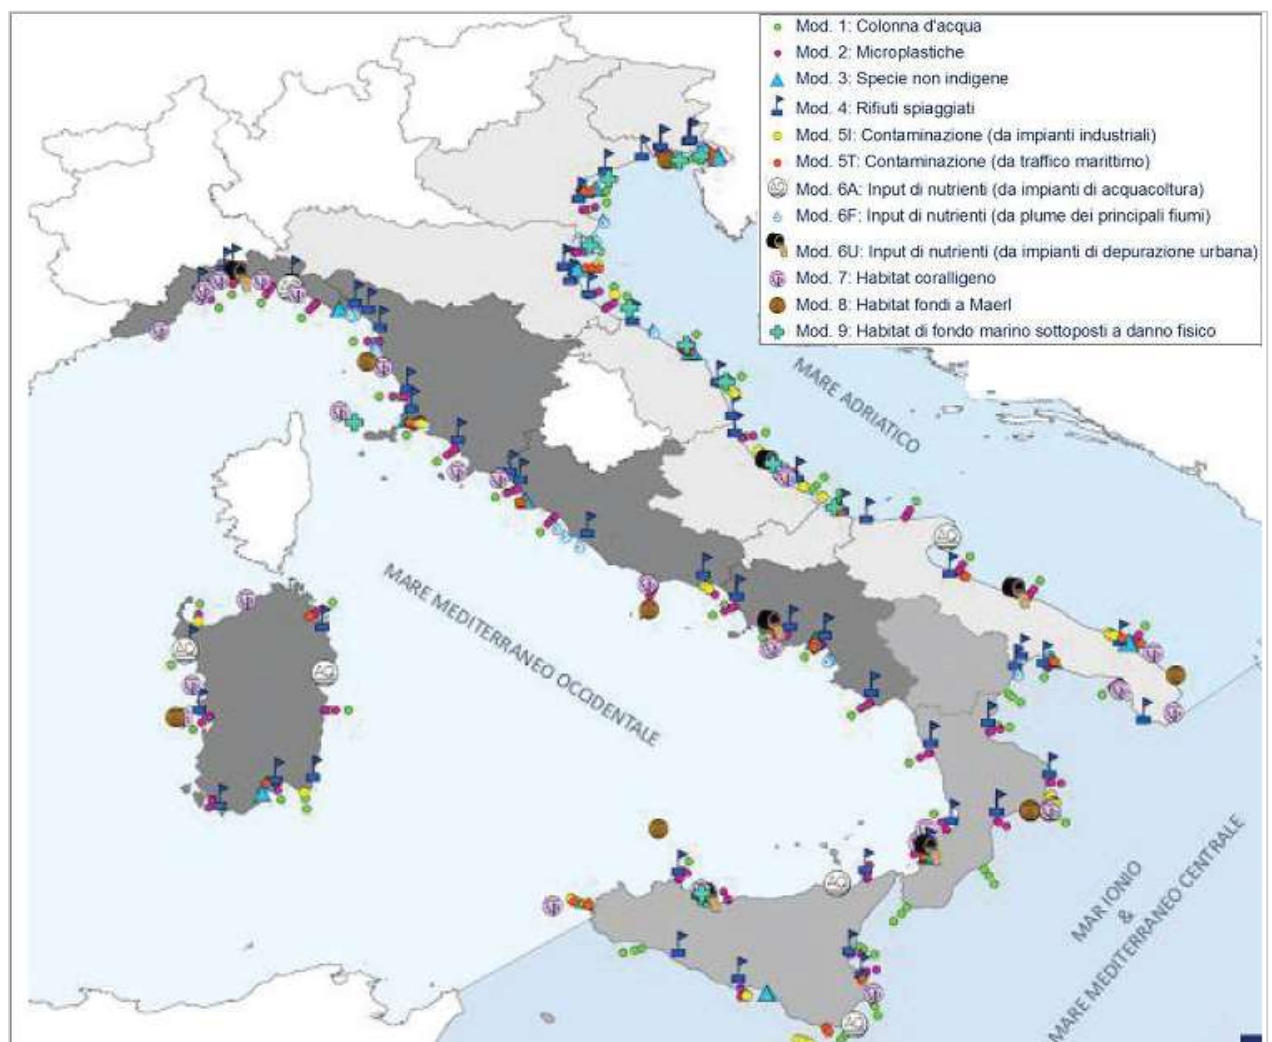 Mod. 1: Colonna d'acqua
Mod. 2: Microplastiche
Mod. 3: Specie non indigene
Mod. 4: Rifiuti spiaggiati
Mod. 5I: Contaminazione (da impianti industriali)
Mod. 5T: Contaminazione (da traffico marittimo)
Mod. 6A: Input di nutrienti (da impianti di acquacoltura)
Mod. 6F: Input di nutrienti (da plume dei principali fiumi)
Mod. 6U: Input di nutrienti (da impianti di depurazione urbana)
Mod. 7: Habitat coralligeno
Mod. 8: Habitat fondi a Maerl
Mod. 9: Habitat di fondo marino sottoposti a danno fisico
MARE ADRIATICO
MARE MEDITERRANEO OCCIDENTALE
MAR IONIO
&
MARE MEDITERRANEO CENTRALE